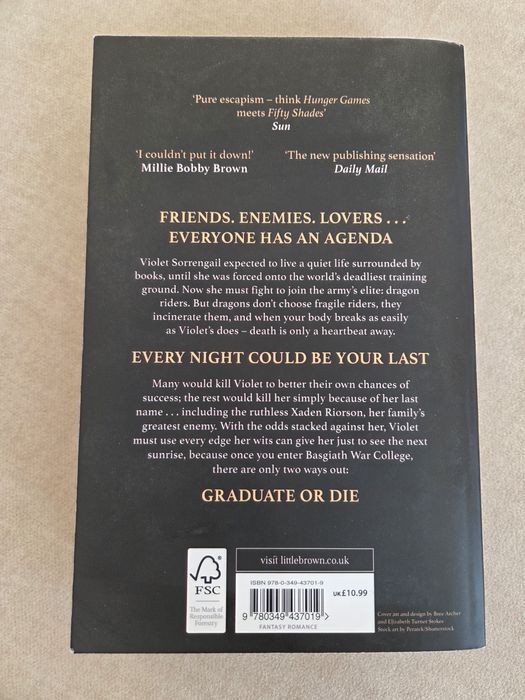 ‘Pure escapism – think Hunger Games
meets Fifty Shades’
Sun
‘I couldn’t put it down!’
Millie Bobby Brown
‘The new publishing sensation’
Daily Mail
FRIENDS. ENEMIES. LOVERS . . .
EVERYONE HAS AN AGENDA
Violet Sorrengail expected to live a quiet life surrounded by
books, until she was forced onto the world’s deadliest training
ground. Now she must fight to join the army’s elite: dragon
riders. But dragons don’t choose fragile riders, they
incinerate them, and when your body breaks as easily
as Violet’s does – death is only a heartbeat away.
EVERY NIGHT COULD BE YOUR LAST
Many would kill Violet to better their own chances of
success; the rest would kill her simply because of her last
name . . . including the ruthless Xaden Riorson, her family’s
greatest enemy. With the odds stacked against her, Violet
must use every edge her wits can give her just to see the next
sunrise, because once you enter Basgiath War College,
there are only two ways out:
GRADUATE OR DIE
FSC
The Mark of
Responsible
Forestry
visit littlebrown.co.uk
ISBN 978-0-349-43701-9
9 780349 437019 >
UK £10.99
FANTASY ROMANCE
Cover art and design by Bree Archer
and Elizabeth Turner Stokes
Stock art by Peratek/Shutterstock